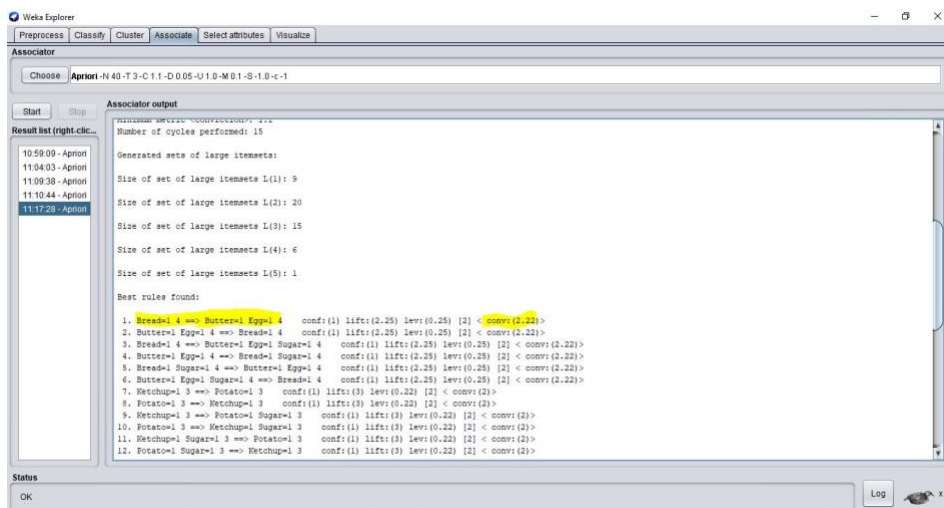 Weka Explorer
Preprocess Classify Cluster Associate Select attributes Visualize
Associator
Choose Apriori -N 40 -T 3 -C 1.1 -D 0.05 -U 1.0 -M 0.1 -S -1.0 -c -1
Start Stop
Associator output
Result list (right-clic...
10:59:09 - Apriori
11:04:03 - Apriori
11:09:38 - Apriori
11:10:44 - Apriori
11:17:28 - Apriori
Minimum metric <conviction>: 1.1
Number of cycles performed: 15
Generated sets of large itemsets:
Size of set of large itemsets L(1): 9
Size of set of large itemsets L(2): 20
Size of set of large itemsets L(3): 15
Size of set of large itemsets L(4): 6
Size of set of large itemsets L(5): 1
Best rules found:
1. Bread=1 4 ==> Butter=1 Egg=1 4 conf:(1) lift:(2.25) lev:(0.25) [2] < conv:(2.22)>
2. Butter=1 Egg=1 4 ==> Bread=1 4 conf:(1) lift:(2.25) lev:(0.25) [2] < conv:(2.22)>
3. Bread=1 4 ==> Butter=1 Egg=1 Sugar=1 4 conf:(1) lift:(2.25) lev:(0.25) [2] < conv:(2.22)>
4. Butter=1 Egg=1 4 ==> Bread=1 Sugar=1 4 conf:(1) lift:(2.25) lev:(0.25) [2] < conv:(2.22)>
5. Bread=1 Sugar=1 4 ==> Butter=1 Egg=1 4 conf:(1) lift:(2.25) lev:(0.25) [2] < conv:(2.22)>
6. Butter=1 Egg=1 Sugar=1 4 ==> Bread=1 4 conf:(1) lift:(2.25) lev:(0.25) [2] < conv:(2.22)>
7. Ketchup=1 3 ==> Potato=1 3 conf:(1) lift:(3) lev:(0.22) [2] < conv:(2)>
8. Potato=1 3 ==> Ketchup=1 3 conf:(1) lift:(3) lev:(0.22) [2] < conv:(2)>
9. Ketchup=1 3 ==> Potato=1 Sugar=1 3 conf:(1) lift:(3) lev:(0.22) [2] < conv:(2)>
10. Potato=1 3 ==> Ketchup=1 Sugar=1 3 conf:(1) lift:(3) lev:(0.22) [2] < conv:(2)>
11. Ketchup=1 Sugar=1 3 ==> Potato=1 3 conf:(1) lift:(3) lev:(0.22) [2] < conv:(2)>
12. Potato=1 Sugar=1 3 ==> Ketchup=1 3 conf:(1) lift:(3) lev:(0.22) [2] < conv:(2)>
Status
OK
Log
x